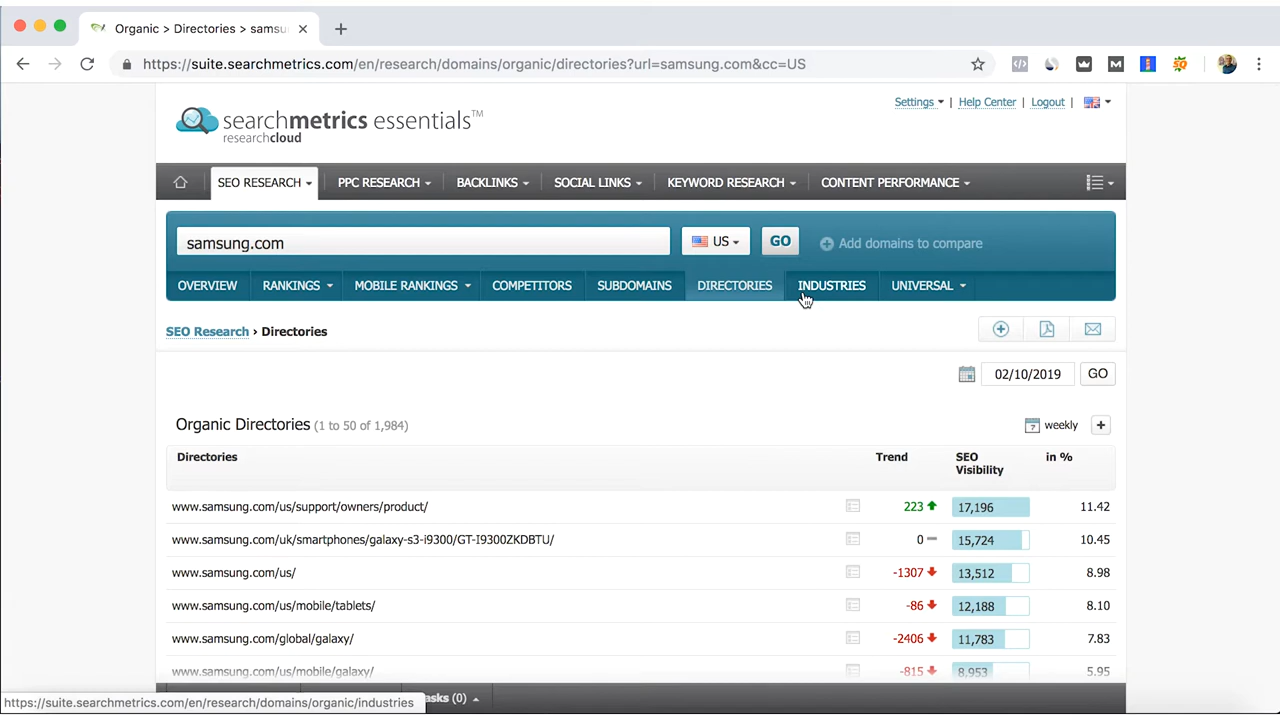 Organic > Directories > samsu
https://suite.searchmetrics.com/en/research/domains/organic/directories?url=samsung.com&cc=US
searchmetrics essentials™
researchcloud
Settings | Help Center | Logout |
SEO RESEARCH PPC RESEARCH BACKLINKS SOCIAL LINKS KEYWORD RESEARCH CONTENT PERFORMANCE
samsung.com US GO Add domains to compare
OVERVIEW RANKINGS MOBILE RANKINGS COMPETITORS SUBDOMAINS DIRECTORIES INDUSTRIES UNIVERSAL
SEO Research › Directories
02/10/2019 GO
Organic Directories (1 to 50 of 1,984) 7 weekly +
Directories Trend SEO Visibility in %
www.samsung.com/us/support/owners/product/ 223 17,196 11.42
www.samsung.com/uk/smartphones/galaxy-s3-i9300/GT-I9300ZKDBTU/ 0 15,724 10.45
www.samsung.com/us/ -1307 13,512 8.98
www.samsung.com/us/mobile/tablets/ -86 12,188 8.10
www.samsung.com/global/galaxy/ -2406 11,783 7.83
www.samsung.com/us/mobile/galaxy/ -815 8,953 5.95
https://suite.searchmetrics.com/en/research/domains/organic/industries asks (0)